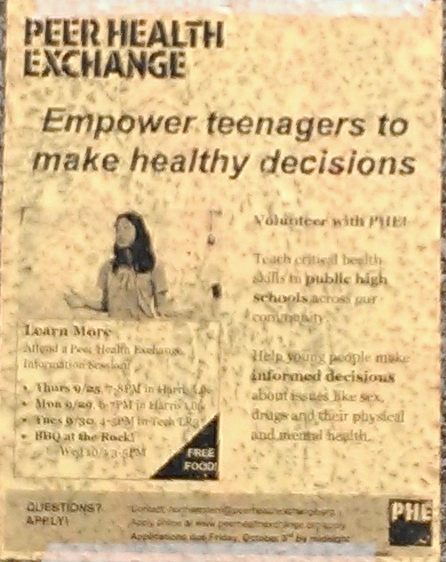 PEER HEALTH
EXCHANGE
Empower teenagers to
make healthy decisions
Volunteer with PHE!
Teach critical health
skills in public high
schools across our
community.
Help young people make
informed decisions
about issues like sex,
drugs and their physical
and mental health.
Learn More
Attend a Peer Health Exchange
Information Session!
• Thurs 9/25, 7-8PM in Harris
• Mon 9/29, 6-7PM in Harris
• Tues 9/30, 4-5PM in Tech
• BBQ at the Rock!
Wed 10/1 3-5PM
FREE
FOOD!
QUESTIONS?
APPLY!
Contact: northwestern@peerhealthexchange.org
Apply online at www.peerhealthexchange.org/apply
Applications due Friday, October 3rd by midnight
PHE